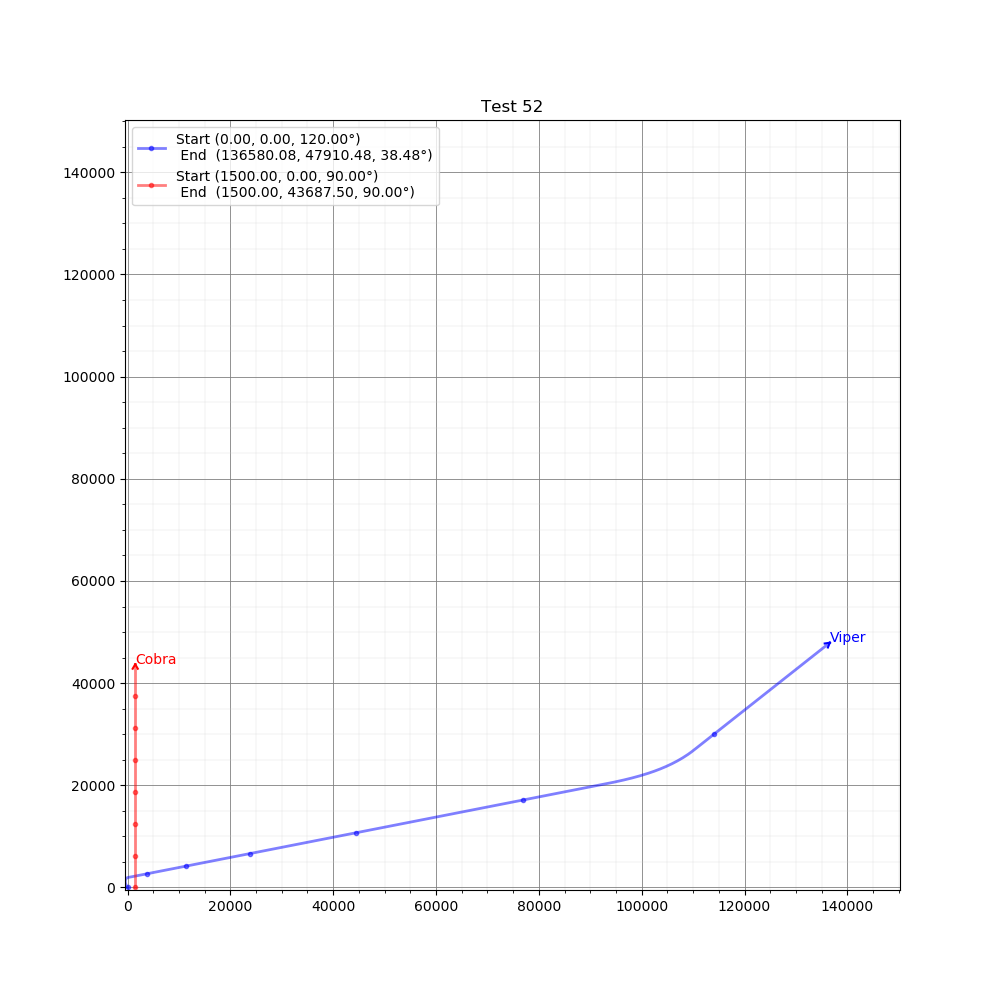 Test 52
Start (0.00, 0.00, 120.00°)
End (136580.08, 47910.48, 38.48°)
Start (1500.00, 0.00, 90.00°)
End (1500.00, 43687.50, 90.00°)
140000
120000
100000
80000
60000
40000
20000
0
Viper
Cobra
0 20000 40000 60000 80000 100000 120000 140000